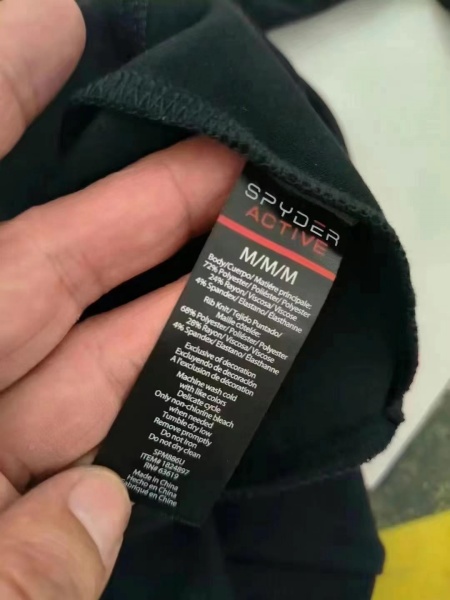 SPYDER
ACTIVE
M/M/M
Body/Cuerpo/Matière principale:
72% Polyester/Poliéster/Polyester
24% Rayon/Viscosa/Viscose
4% Spandex/Elastano/Élasthanne
Rib Knit/Tejido Puntado/
Maille côtelée:
68% Polyester/Poliéster/Polyester
28% Rayon/Viscosa/Viscose
4% Spandex/Elastano/Élasthanne
Exclusive of decoration
Excluyendo de decoración
À l'exclusion de décoration
Machine wash cold
with like colors
Delicate cycle
Only non-chlorine bleach
when needed
Tumble dry low
Remove promptly
Do not iron
Do not dry clean
SPM886U
ITEM# 1824897
RN# 63619
Made in China
Hecho en China
Fabriqué en Chine